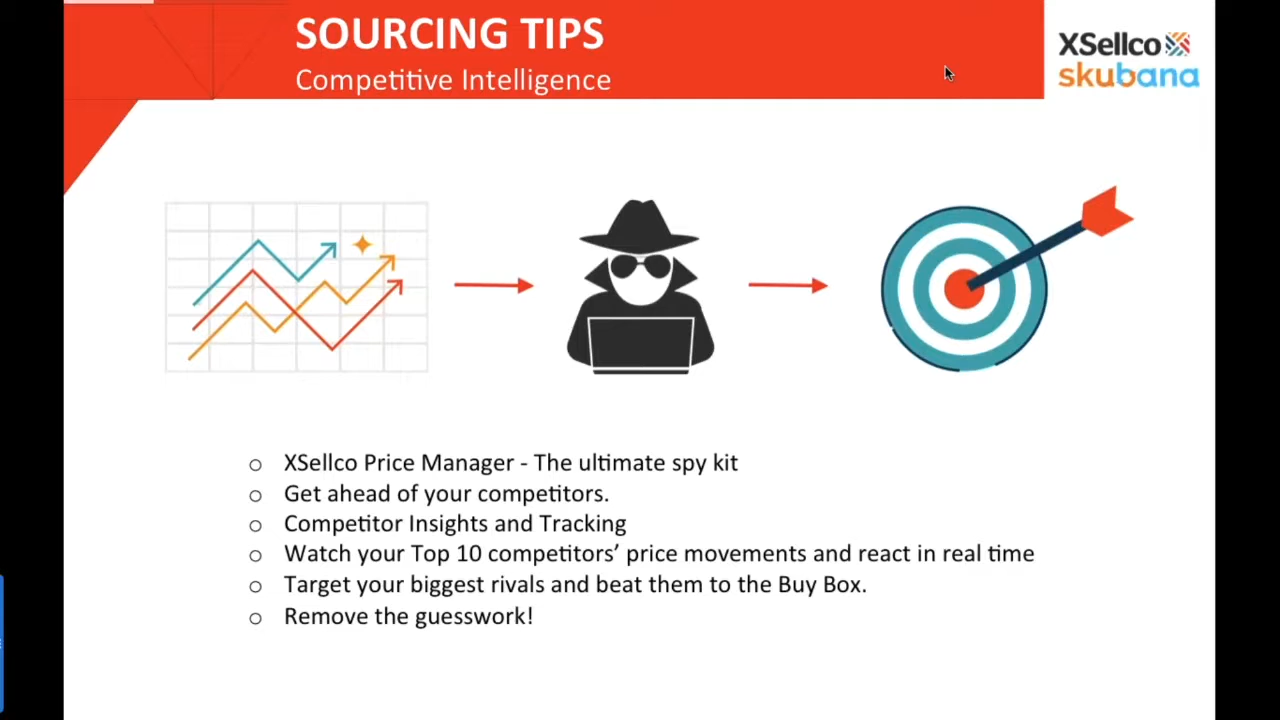 SOURCING TIPS
Competitive Intelligence
XSellco
skubana
XSellco Price Manager - The ultimate spy kit
Get ahead of your competitors.
Competitor Insights and Tracking
Watch your Top 10 competitors’ price movements and react in real time
Target your biggest rivals and beat them to the Buy Box.
Remove the guesswork!